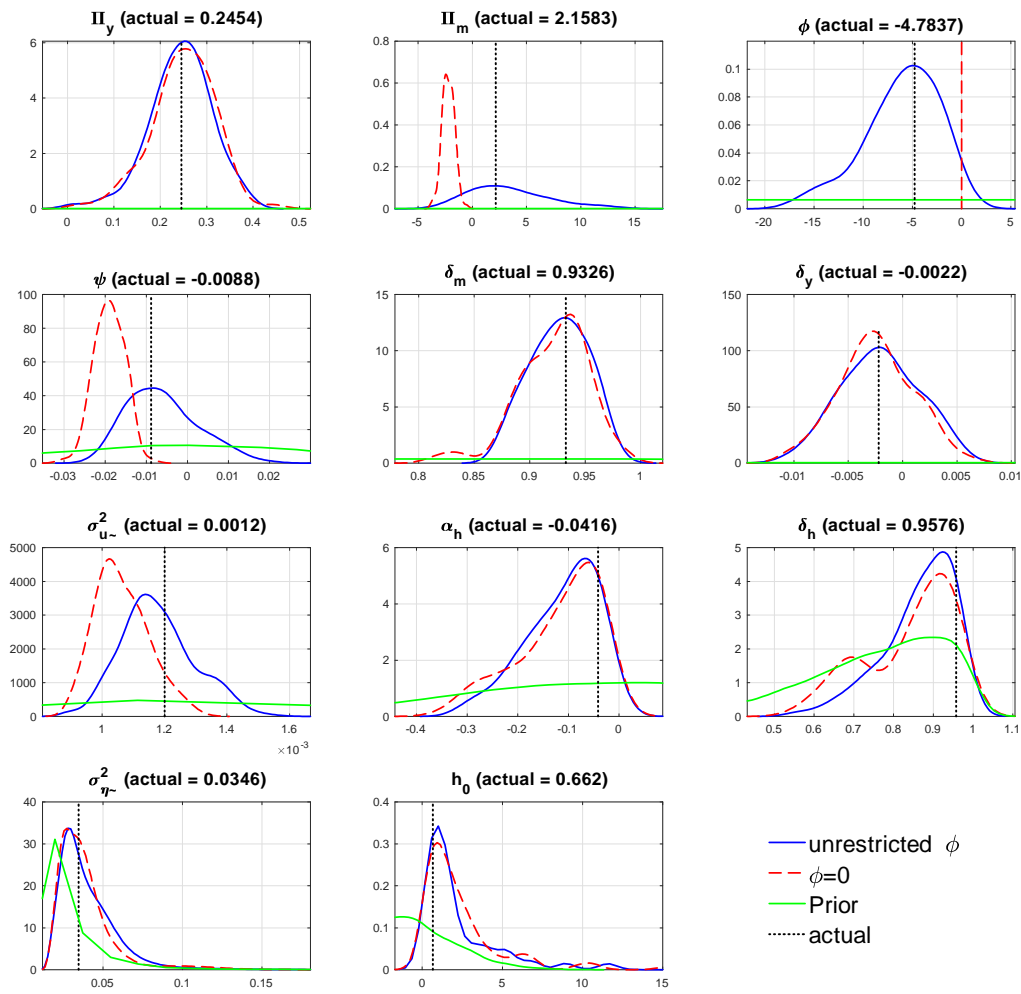 Π_y (actual = 0.2454)
6
4
2
0
0 0.1 0.2 0.3 0.4 0.5
Π_m (actual = 2.1583)
0.8
0.6
0.4
0.2
0
-5 0 5 10 15
ϕ (actual = -4.7837)
0.1
0.08
0.06
0.04
0.02
0
-20 -15 -10 -5 0 5
ψ (actual = -0.0088)
100
80
60
40
20
0
-0.03 -0.02 -0.01 0 0.01 0.02
δ_m (actual = 0.9326)
15
10
5
0
0.8 0.85 0.9 0.95 1
δ_y (actual = -0.0022)
150
100
50
0
-0.01 -0.005 0 0.005 0.01
σ²_u~ (actual = 0.0012)
5000
4000
3000
2000
1000
0
1 1.2 1.4 1.6
×10⁻³
α_h (actual = -0.0416)
6
4
2
0
-0.4 -0.3 -0.2 -0.1 0
δ_h (actual = 0.9576)
5
4
3
2
1
0
0.5 0.6 0.7 0.8 0.9 1 1.1
σ²_η~ (actual = 0.0346)
40
30
20
10
0
0.05 0.1 0.15
h_0 (actual = 0.662)
0.4
0.3
0.2
0.1
0
0 5 10 15
unrestricted ϕ
ϕ=0
Prior
actual